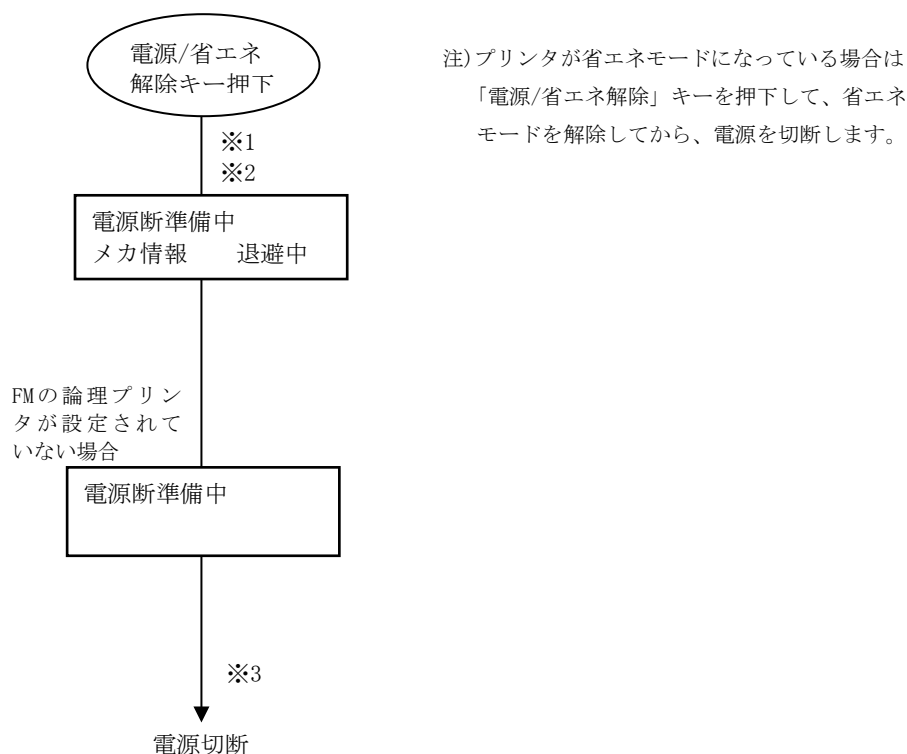 電源/省エネ
解除キー押下
注)プリンタが省エネモードになっている場合は
「電源/省エネ解除」キーを押下して、省エネ
モードを解除してから、電源を切断します。
※1
※2
電源断準備中
メカ情報　　退避中
FMの論理プリン
タが設定されて
いない場合
電源断準備中
※3
電源切断